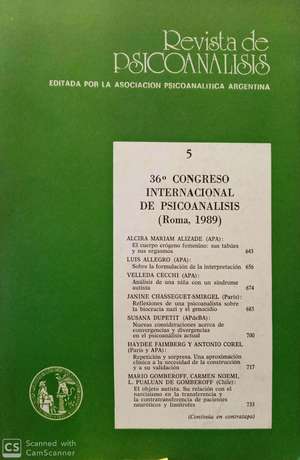 Revista de
PSICOANALISIS
EDITADA POR LA ASOCIACION PSICOANALITICA ARGENTINA
5
36º CONGRESO
INTERNACIONAL
DE PSICOANALISIS
(Roma, 1989)
ALCIRA MARIAM ALIZADE (APA):
El cuerpo erógeno femenino: sus tabúes
y sus orgasmos 645
LUIS ALLEGRO (APA):
Sobre la formulación de la interpretación 656
VELLEDA CECCHI (APA):
Análisis de una niña con un síndrome
autista 674
JANINE CHASSEGUET-SMIRGEL (París):
Reflexiones de una psicoanalista sobre
la biocracia nazi y el genocidio 683
SUSANA DUPETIT (APdeBA):
Nuevas consideraciones acerca de
convergencias y divergencias
en el psicoanálisis actual 700
HAYDEE FAIMBERG Y ANTONIO COREL
(París y APA):
Repetición y sorpresa. Una aproximación
clínica a la necesidad de la construcción
y a su validación 717
MARIO GOMBEROFF, CARMEN NOEMI,
L. PUALUAN DE GOMBEROFF (Chile):
El objeto autista. Su relación con el
narcisismo en la transferencia y la
contratransferencia de pacientes
neuróticos y limítrofes 733
(Continúa en contratapa)
CS
Scanned with
CamScanner